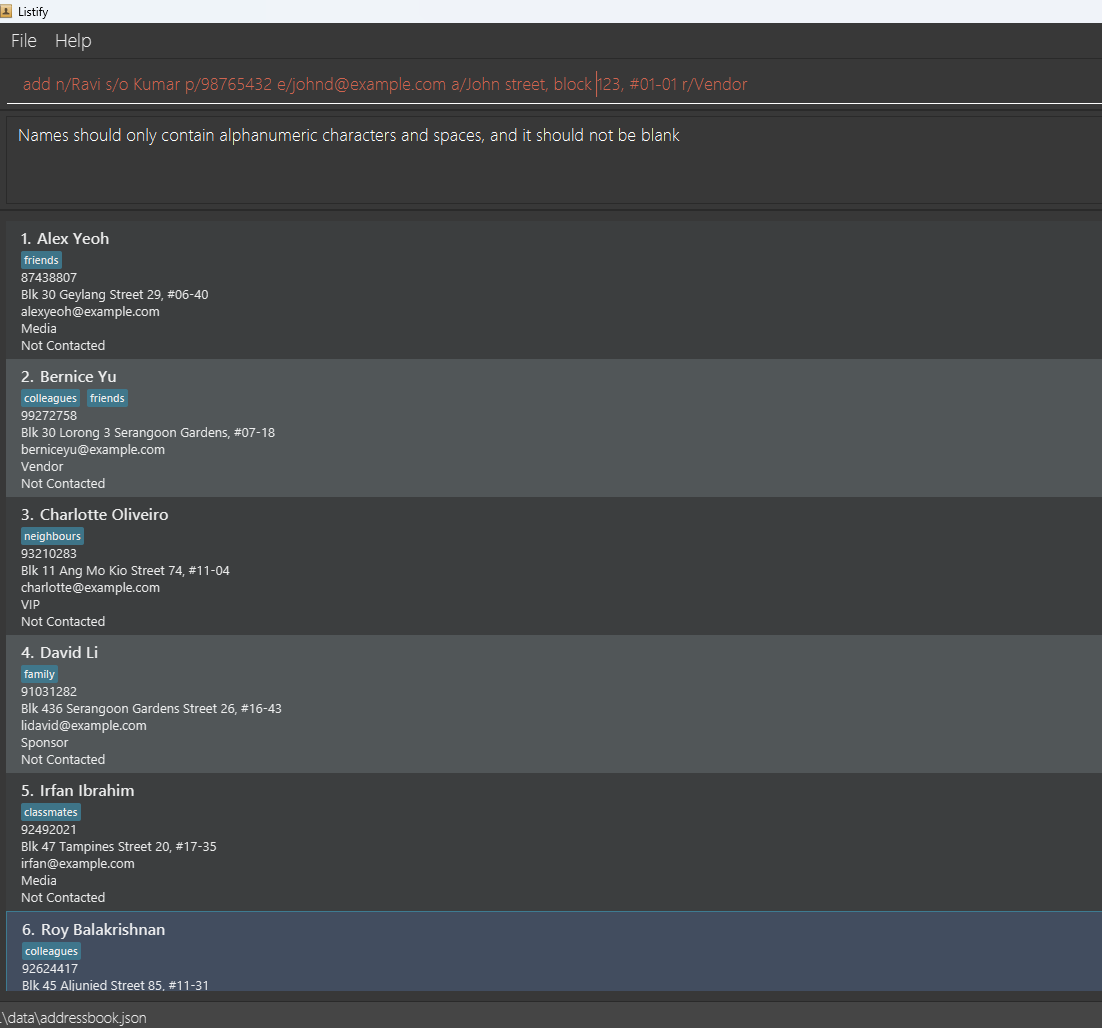 Listify
File Help
add n/Ravi s/o Kumar p/98765432 e/johnd@example.com a/John street, block 123, #01-01 r/Vendor
Names should only contain alphanumeric characters and spaces, and it should not be blank
1. Alex Yeoh
friends
87438807
Blk 30 Geylang Street 29, #06-40
alexyeoh@example.com
Media
Not Contacted
2. Bernice Yu
colleagues friends
99272758
Blk 30 Lorong 3 Serangoon Gardens, #07-18
berniceyu@example.com
Vendor
Not Contacted
3. Charlotte Oliveiro
neighbours
93210283
Blk 11 Ang Mo Kio Street 74, #11-04
charlotte@example.com
VIP
Not Contacted
4. David Li
family
91031282
Blk 436 Serangoon Gardens Street 26, #16-43
lidavid@example.com
Sponsor
Not Contacted
5. Irfan Ibrahim
classmates
92492021
Blk 47 Tampines Street 20, #17-35
irfan@example.com
Media
Not Contacted
6. Roy Balakrishnan
colleagues
92624417
Blk 45 Aljunied Street 85, #11-31
.\data\addressbook.json